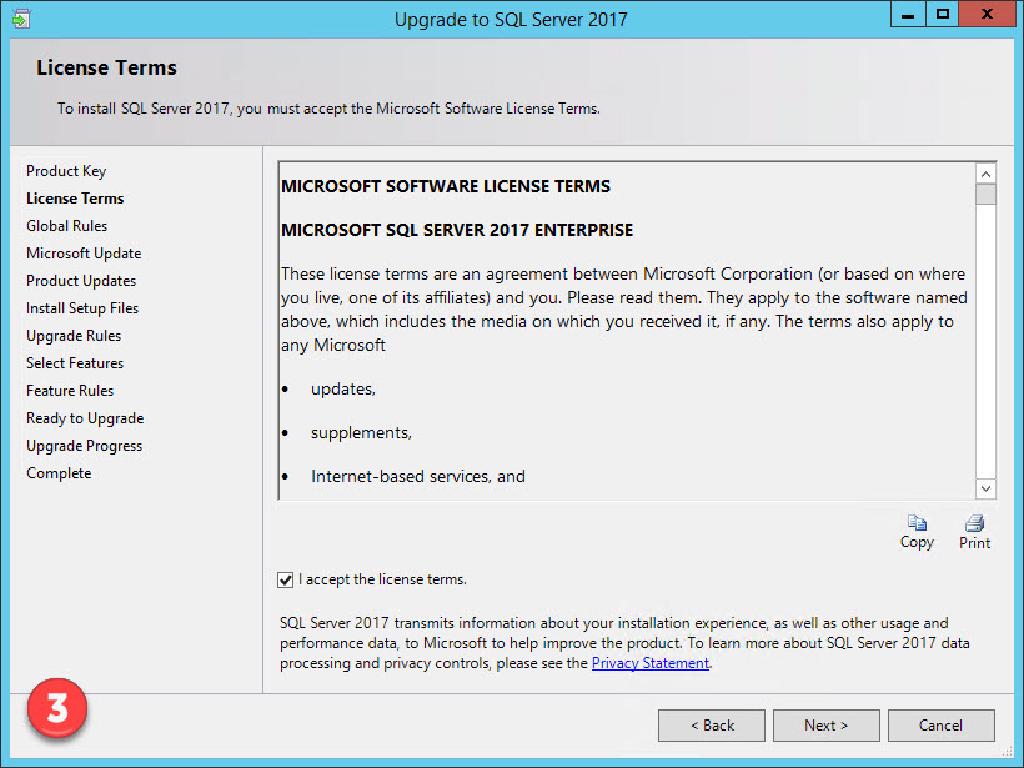 Upgrade to SQL Server 2017
License Terms
To install SQL Server 2017, you must accept the Microsoft Software License Terms.
Product Key
License Terms
Global Rules
Microsoft Update
Product Updates
Install Setup Files
Upgrade Rules
Select Features
Feature Rules
Ready to Upgrade
Upgrade Progress
Complete
MICROSOFT SOFTWARE LICENSE TERMS
MICROSOFT SQL SERVER 2017 ENTERPRISE
These license terms are an agreement between Microsoft Corporation (or based on where
you live, one of its affiliates) and you. Please read them. They apply to the software named
above, which includes the media on which you received it, if any. The terms also apply to
any Microsoft
• updates,
• supplements,
• Internet-based services, and
Copy Print
I accept the license terms.
SQL Server 2017 transmits information about your installation experience, as well as other usage and
performance data, to Microsoft to help improve the product. To learn more about SQL Server 2017 data
processing and privacy controls, please see the Privacy Statement.
3
< Back Next > Cancel